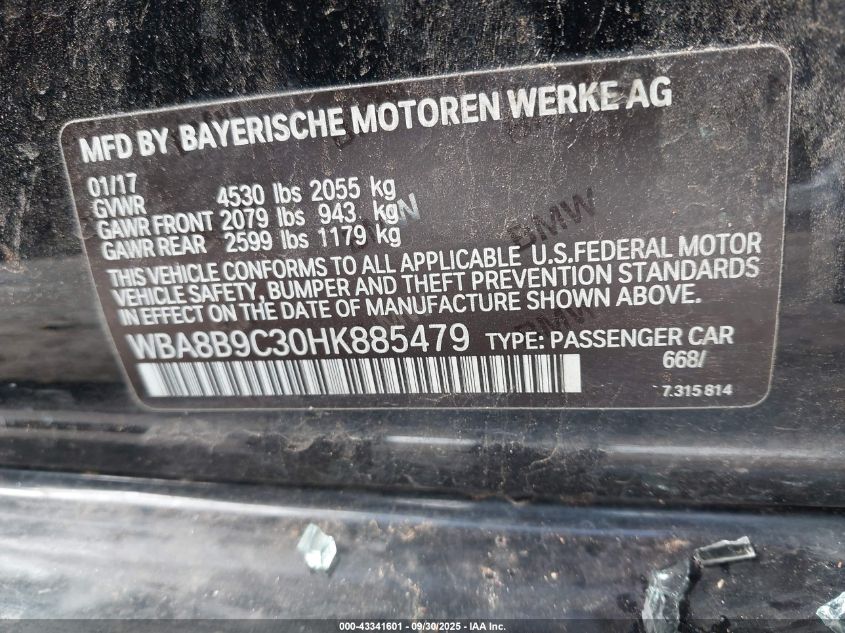 MFD BY BAYERISCHE MOTOREN WERKE AG
01/17
GVWR 4530 lbs 2055 kg
GAWR FRONT 2079 lbs 943 kg
GAWR REAR 2599 lbs 1179 kg
THIS VEHICLE CONFORMS TO ALL APPLICABLE U.S.FEDERAL MOTOR
VEHICLE SAFETY, BUMPER AND THEFT PREVENTION STANDARDS
IN EFFECT ON THE DATE OF MANUFACTURE SHOWN ABOVE.
WBA8B9C30HK885479 TYPE: PASSENGER CAR
668/
7.315 814
000-43341601 - 09/30/2025 - IAA Inc.